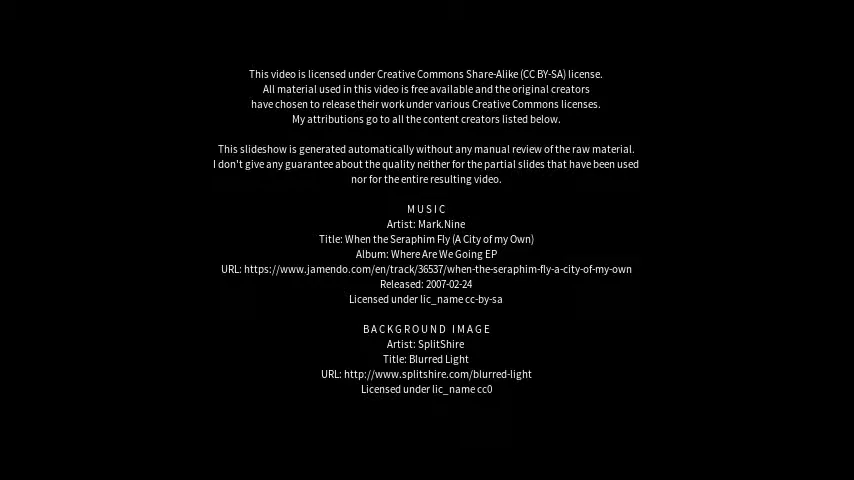 This video is licensed under Creative Commons Share-Alike (CC BY-SA) license.
All material used in this video is free available and the original creators
have chosen to release their work under various Creative Commons licenses.
My attributions go to all the content creators listed below.
This slideshow is generated automatically without any manual review of the raw material.
I don't give any guarantee about the quality neither for the partial slides that have been used
nor for the entire resulting video.
MUSIC
Artist: Mark.Nine
Title: When the Seraphim Fly (A City of my Own)
Album: Where Are We Going EP
URL: https://www.jamendo.com/en/track/36537/when-the-seraphim-fly-a-city-of-my-own
Released: 2007-02-24
Licensed under lic_name cc-by-sa
BACKGROUND IMAGE
Artist: SplitShire
Title: Blurred Light
URL: http://www.splitshire.com/blurred-light
Licensed under lic_name cc0